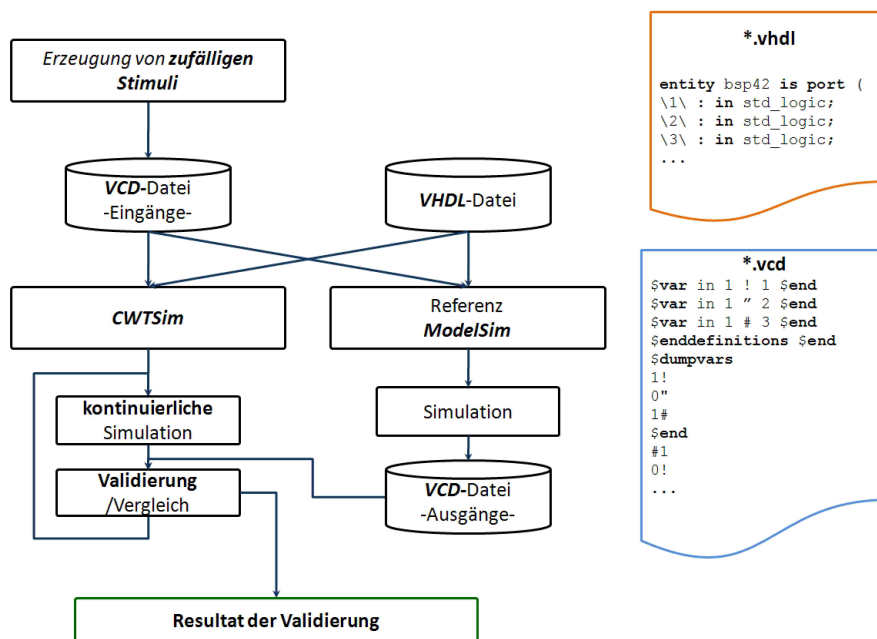 Erzeugung von zufälligen
Stimuli
VCD-Datei
-Eingänge-
VHDL-Datei
CWTSim
Referenz
ModelSim
kontinuierliche
Simulation
Simulation
Validierung
/Vergleich
VCD-Datei
-Ausgänge-
Resultat der Validierung
*.vhdl
entity bsp42 is port (
\1\ : in std_logic;
\2\ : in std_logic;
\3\ : in std_logic;
...
*.vcd
$var in 1 ! 1 $end
$var in 1 ″ 2 $end
$var in 1 # 3 $end
$enddefinitions $end
$dumpvars
1!
0"
1#
$end
#1
0!
...